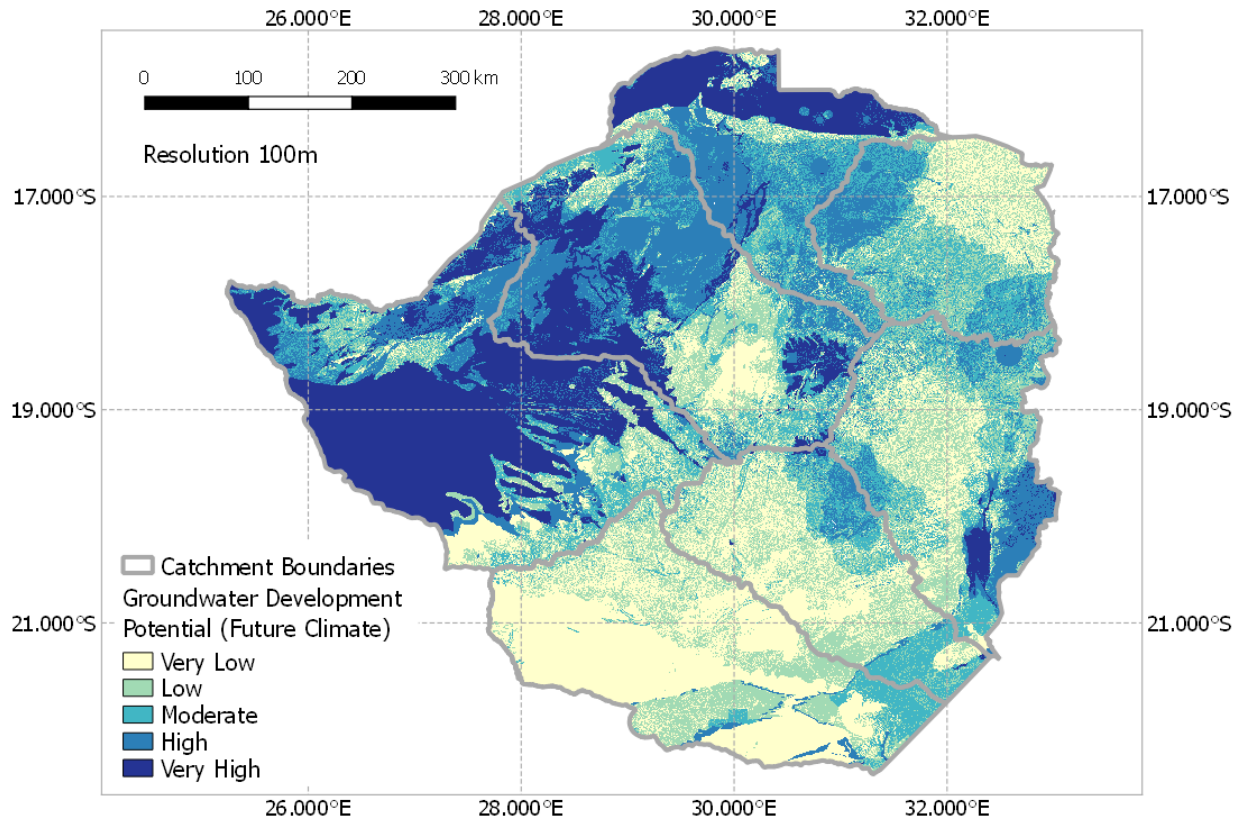 26.000°E 28.000°E 30.000°E 32.000°E
0 100 200 300 km
Resolution 100m
17.000°S 17.000°S
19.000°S 19.000°S
Catchment Boundaries
Groundwater Development
Potential (Future Climate)
21.000°S 21.000°S
Very Low
Low
Moderate
High
Very High
26.000°E 28.000°E 30.000°E 32.000°E